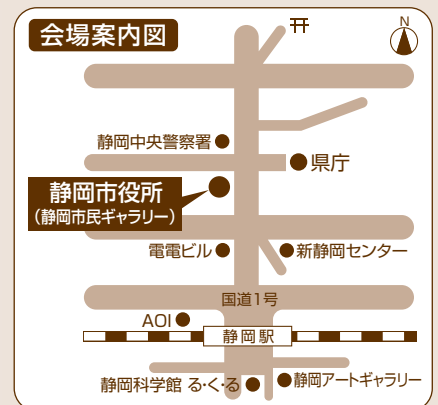 会場案内図
N
静岡中央警察署
県庁
静岡市役所
(静岡市民ギャラリー)
電電ビル
新静岡センター
国道1号
AOI
静岡駅
静岡科学館 る・く・る
静岡アートギャラリー